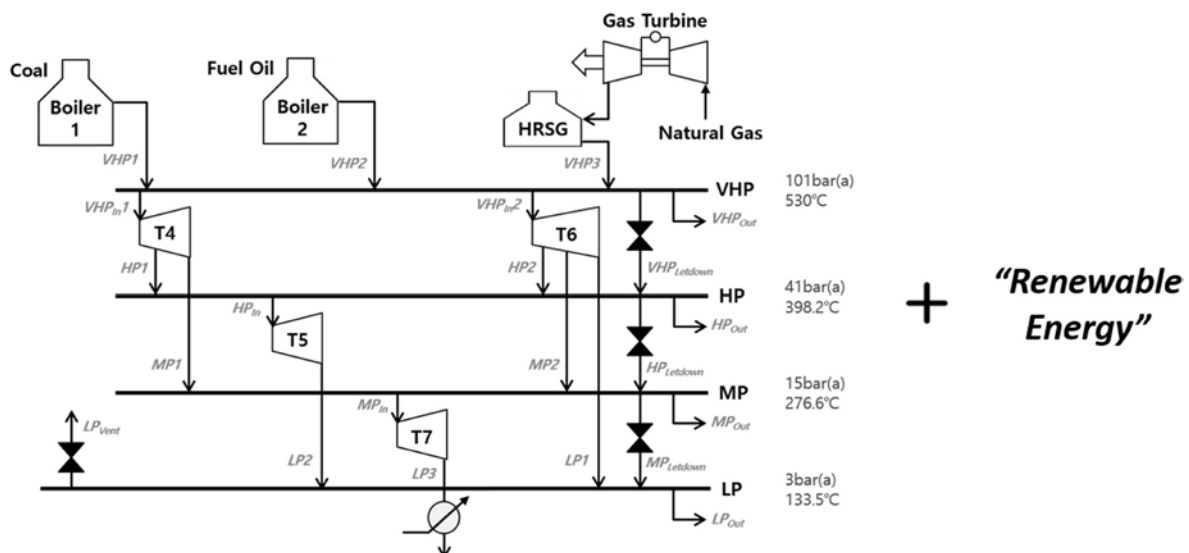 Gas Turbine
Coal
Fuel Oil
Boiler
1
Boiler
2
HRSG
Natural Gas
VHP1
VHP2
VHP3
VHP
101bar(a)
530℃
VHPIn1
VHPIn2
VHPOut
T4
T6
HP1
HP2
VHPLetdown
HP
41bar(a)
398.2℃
+
“Renewable
Energy”
HPIn
HPOut
T5
MP1
MP2
HPLetdown
MP
15bar(a)
276.6℃
LPVent
MPIn
MPOut
T7
LP2
LP3
LP1
MPLetdown
LP
3bar(a)
133.5℃
LPOut